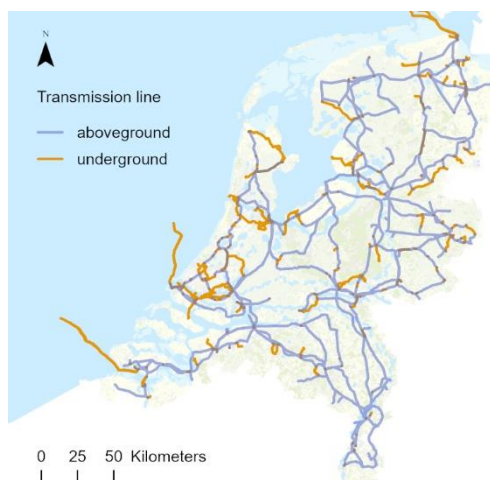 N
Transmission line
aboveground
underground
0 25 50 Kilometers